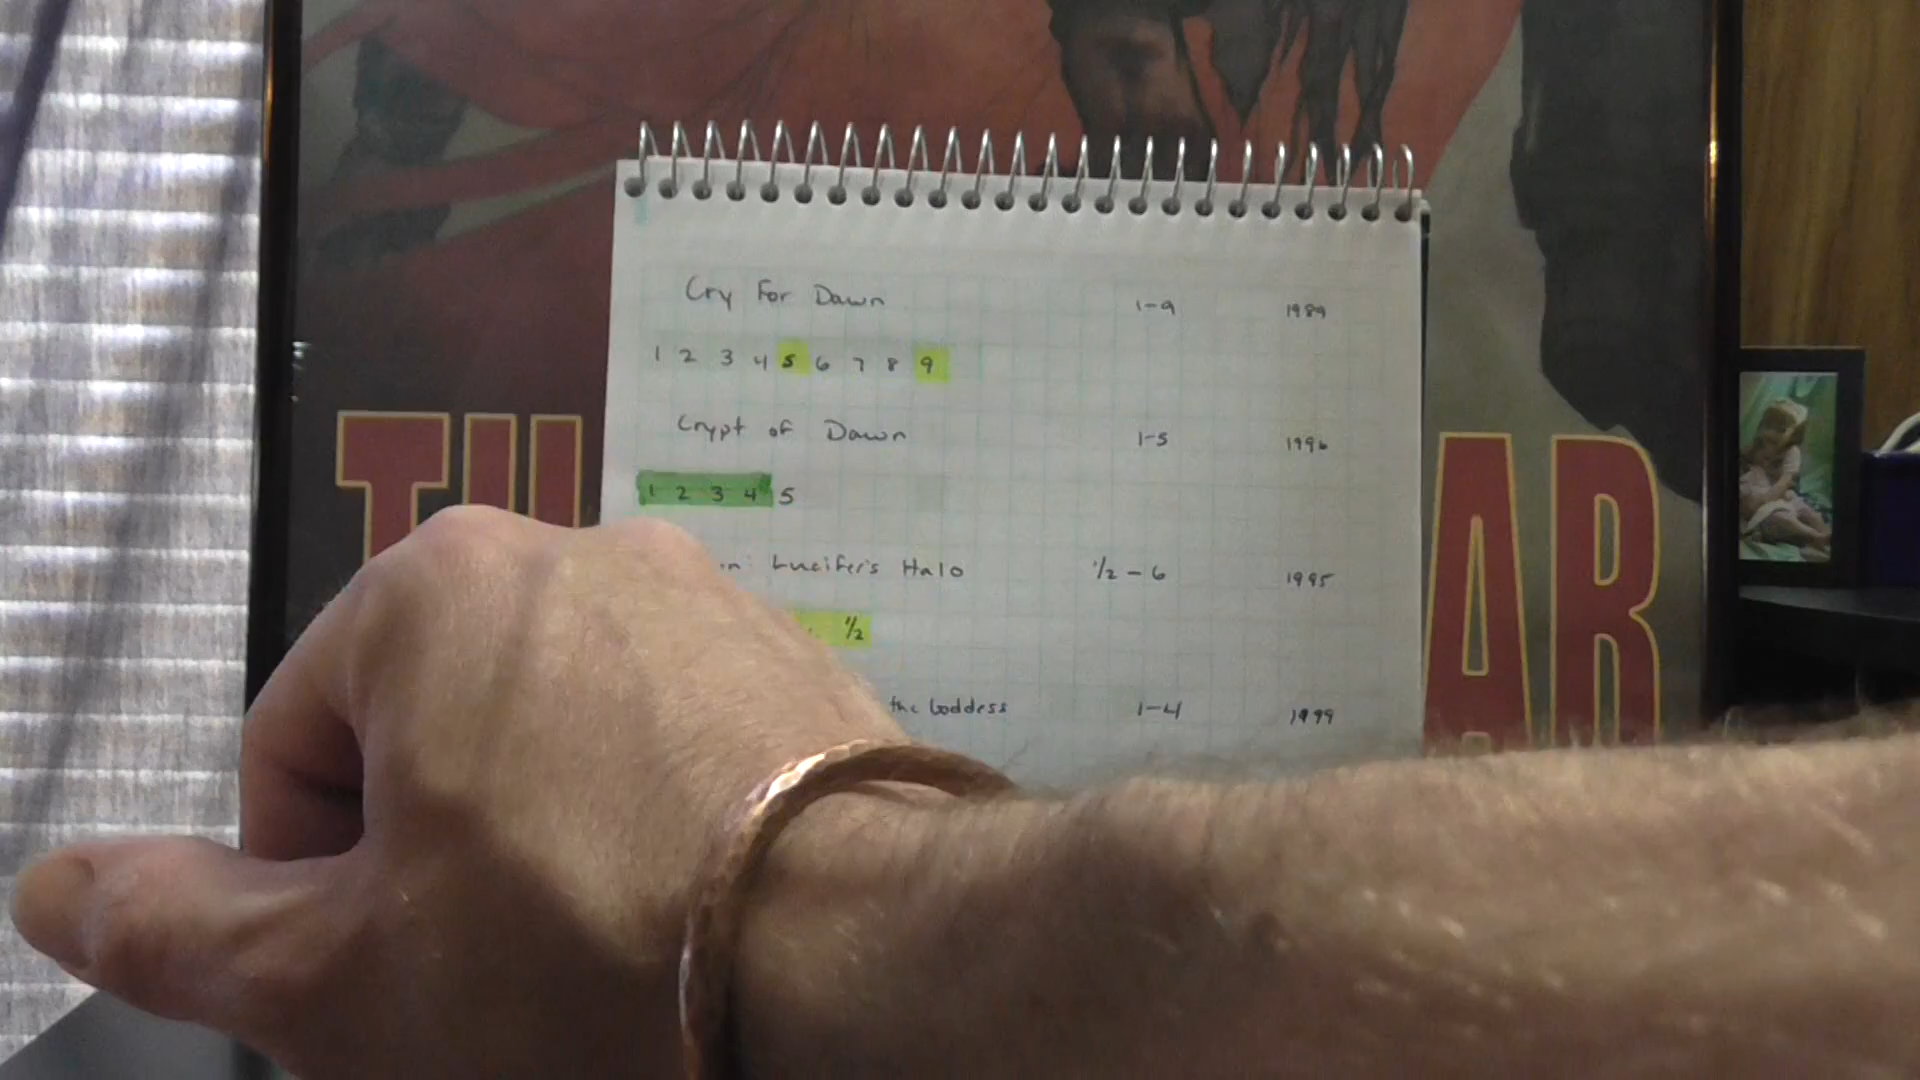 Cry For Dawn 1-9 1989
1 2 3 4 5 6 7 8 9
Crypt of Dawn 1-5 1996
1 2 3 4 5
Lucifer's Halo 1/2 - 6 1995
1/2
the Goddess 1-4 1999
TH AR